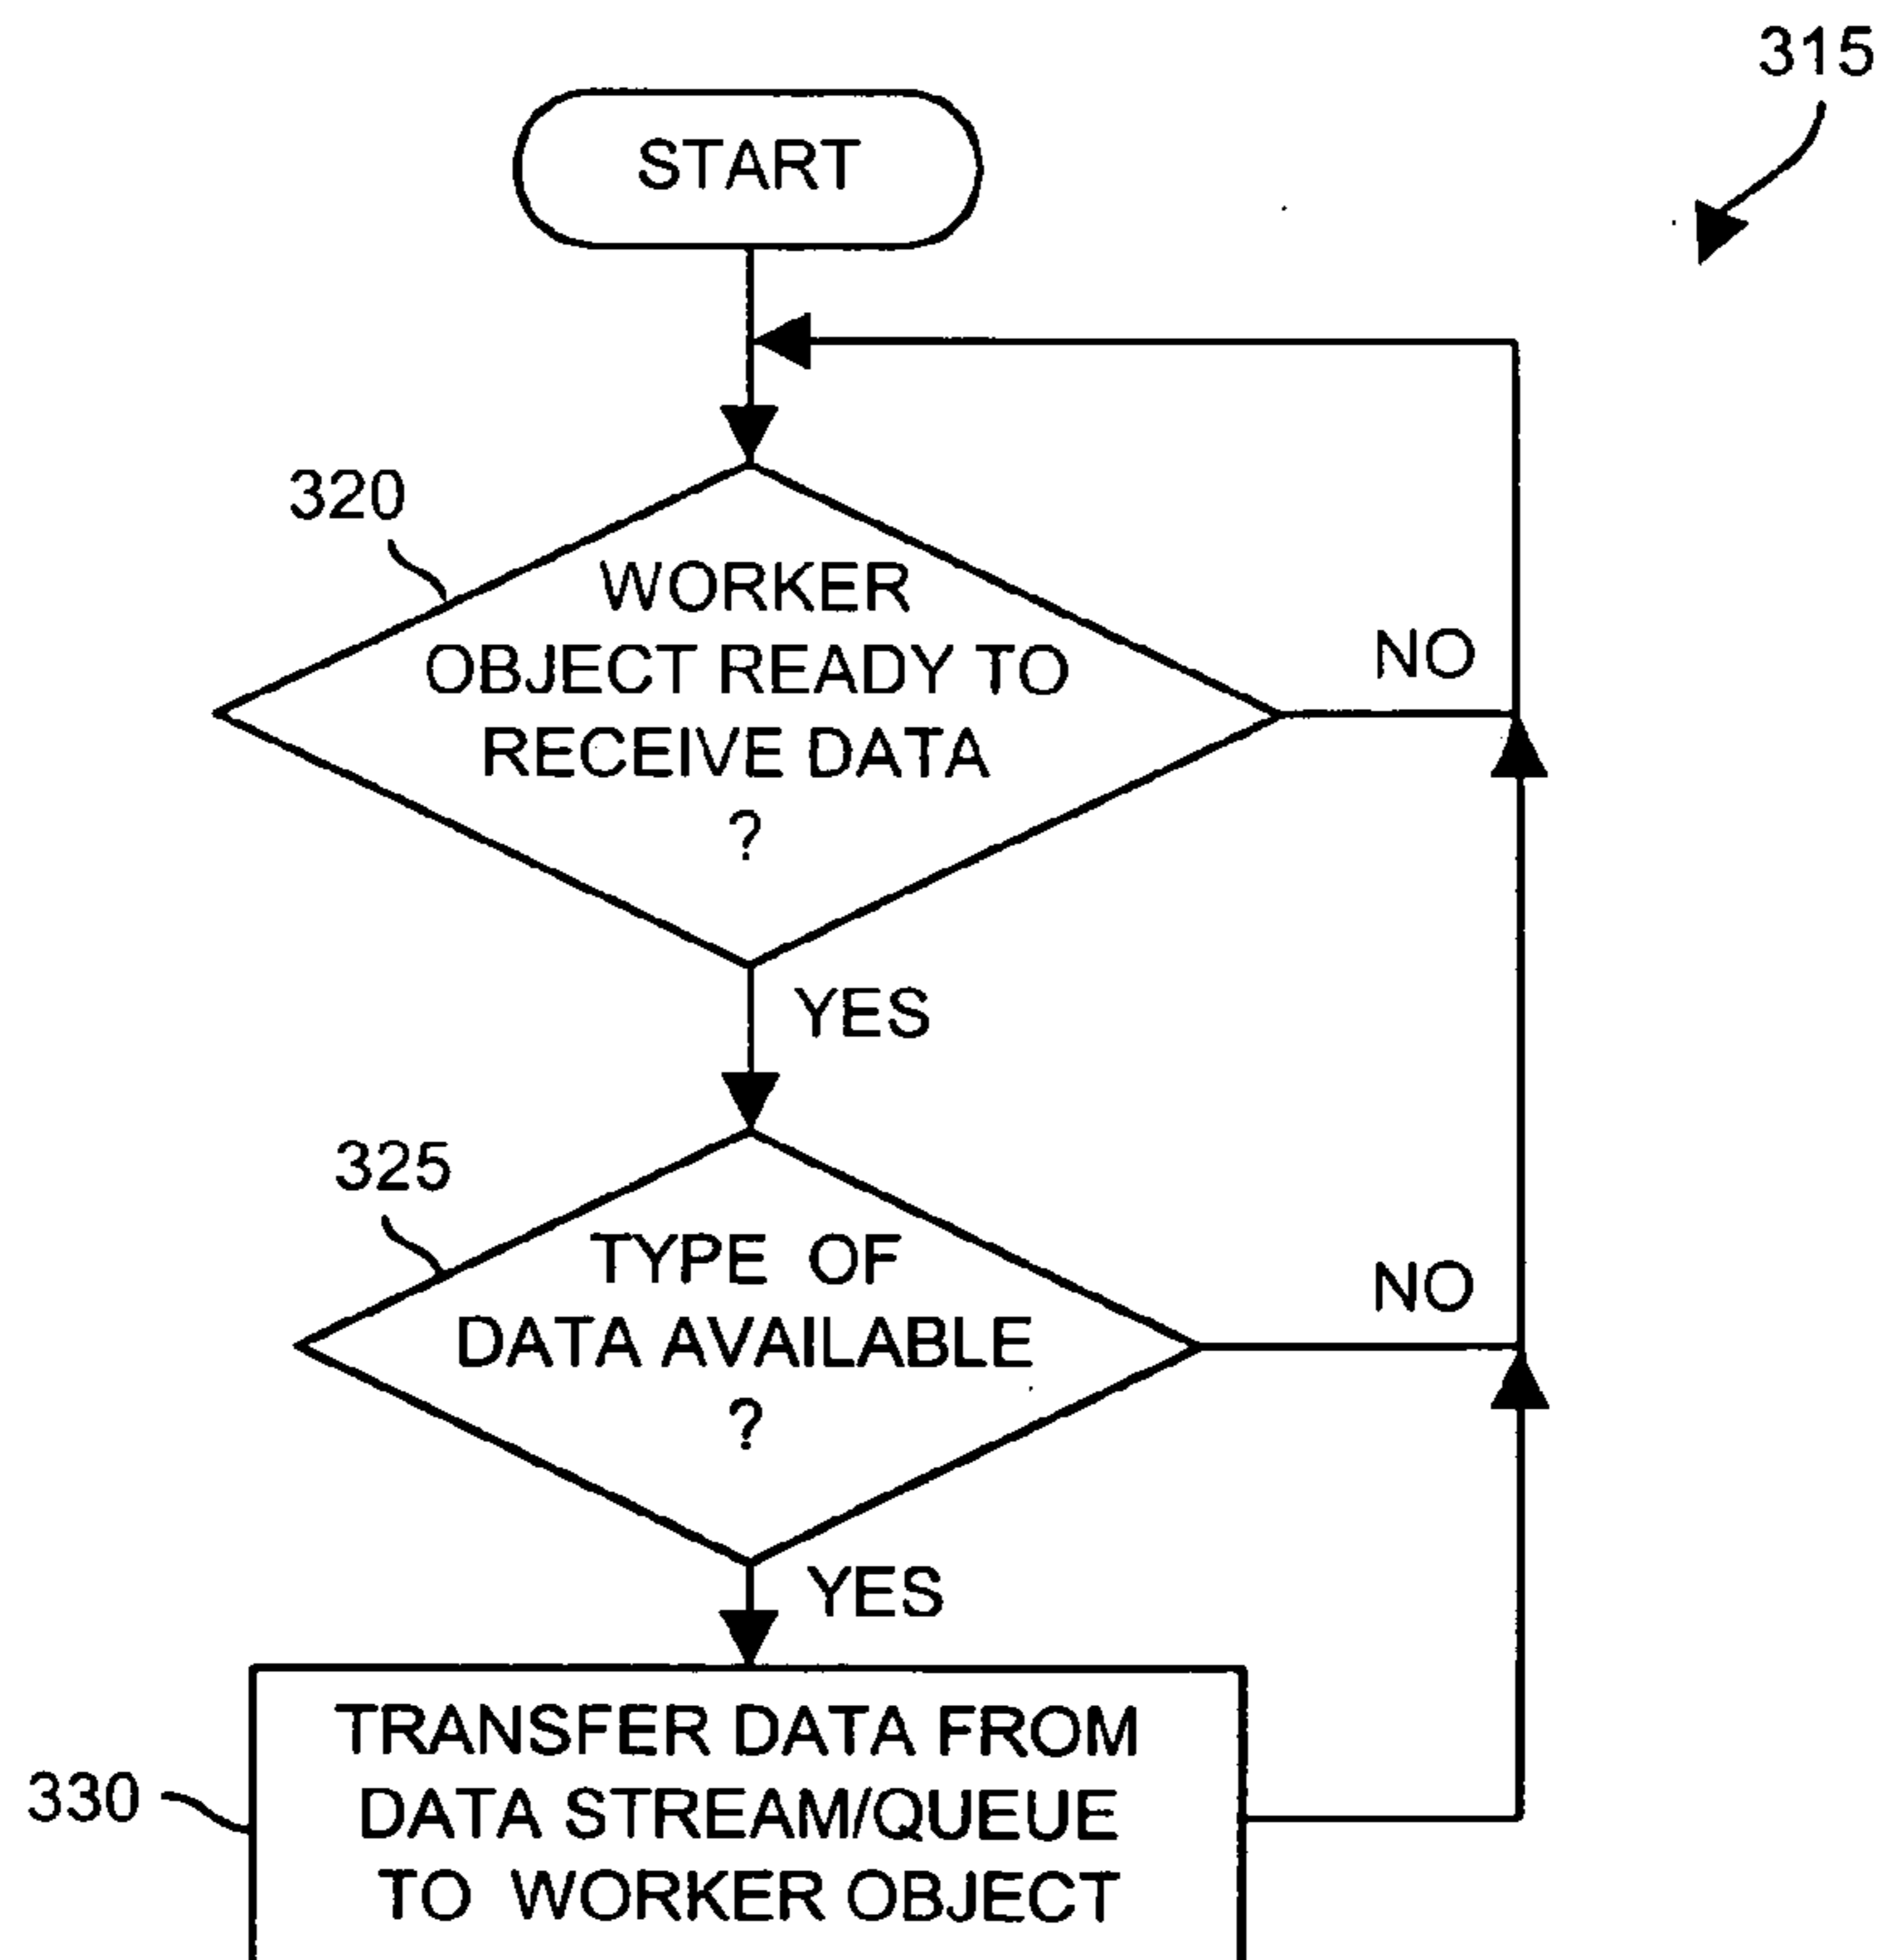 315
START
320
WORKER
OBJECT READY TO
RECEIVE DATA
?
NO
YES
325
TYPE OF
DATA AVAILABLE
?
NO
YES
330
TRANSFER DATA FROM
DATA STREAM/QUEUE
TO WORKER OBJECT